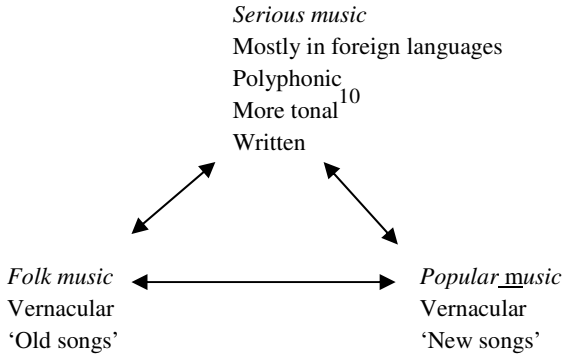 Serious music
Mostly in foreign languages
Polyphonic
More tonal10
Written
Folk music
Vernacular
‘Old songs’
Popular music
Vernacular
‘New songs’